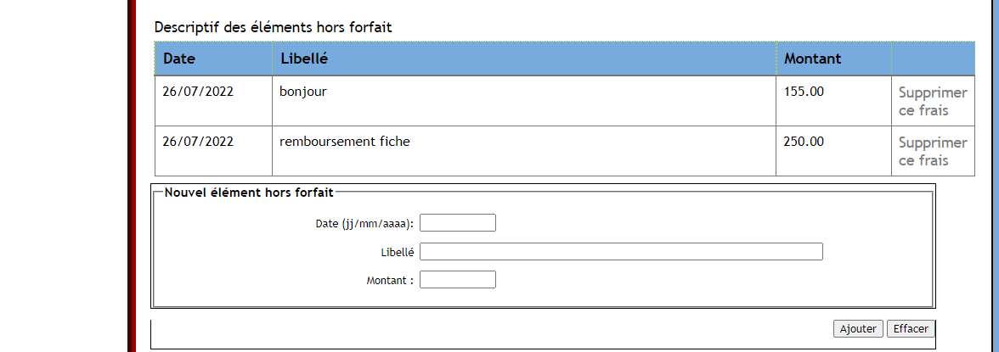 Descriptif des éléments hors forfait
Date Libellé Montant
26/07/2022 bonjour 155.00 Supprimer
ce frais
26/07/2022 remboursement fiche 250.00 Supprimer
ce frais
Nouvel élément hors forfait
Date (jj/mm/aaaa):
Libellé
Montant :
Ajouter Effacer